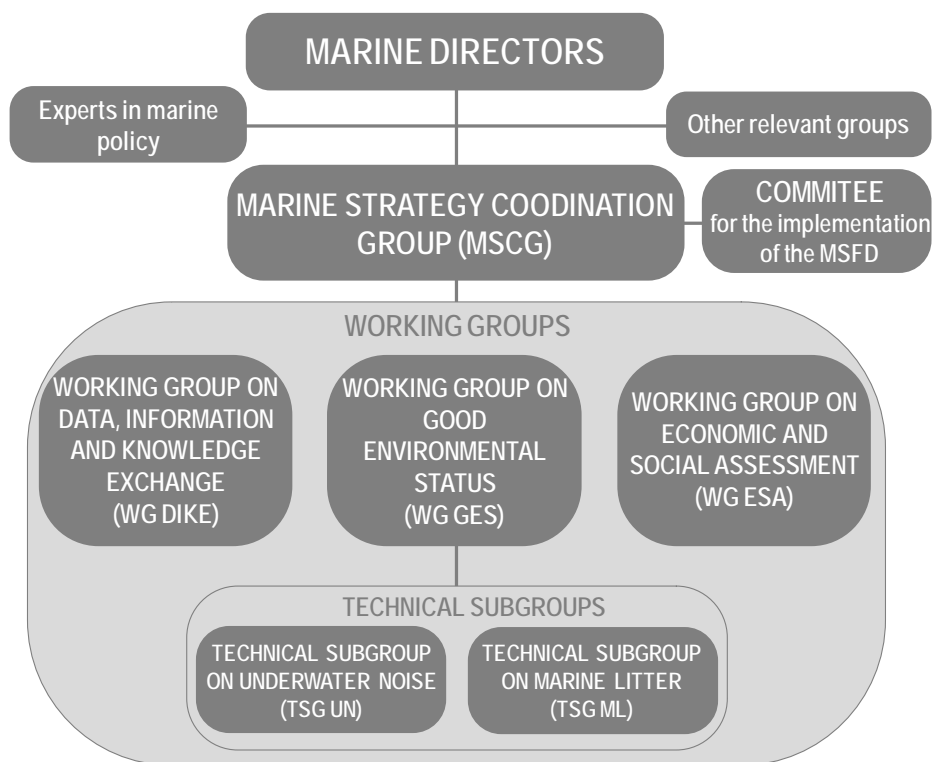 MARINE DIRECTORS
Experts in marine
policy
Other relevant groups
MARINE STRATEGY COODINATION
GROUP (MSCG)
COMMITEE
for the implementation
of the MSFD
WORKING GROUPS
WORKING GROUP ON
DATA, INFORMATION
AND KNOWLEDGE
EXCHANGE
(WG DIKE)
WORKING GROUP ON
GOOD
ENVIRONMENTAL
STATUS
(WG GES)
WORKING GROUP ON
ECONOMIC AND
SOCIAL ASSESSMENT
(WG ESA)
TECHNICAL SUBGROUPS
TECHNICAL SUBGROUP
ON UNDERWATER NOISE
(TSG UN)
TECHNICAL SUBGROUP
ON MARINE LITTER
(TSG ML)